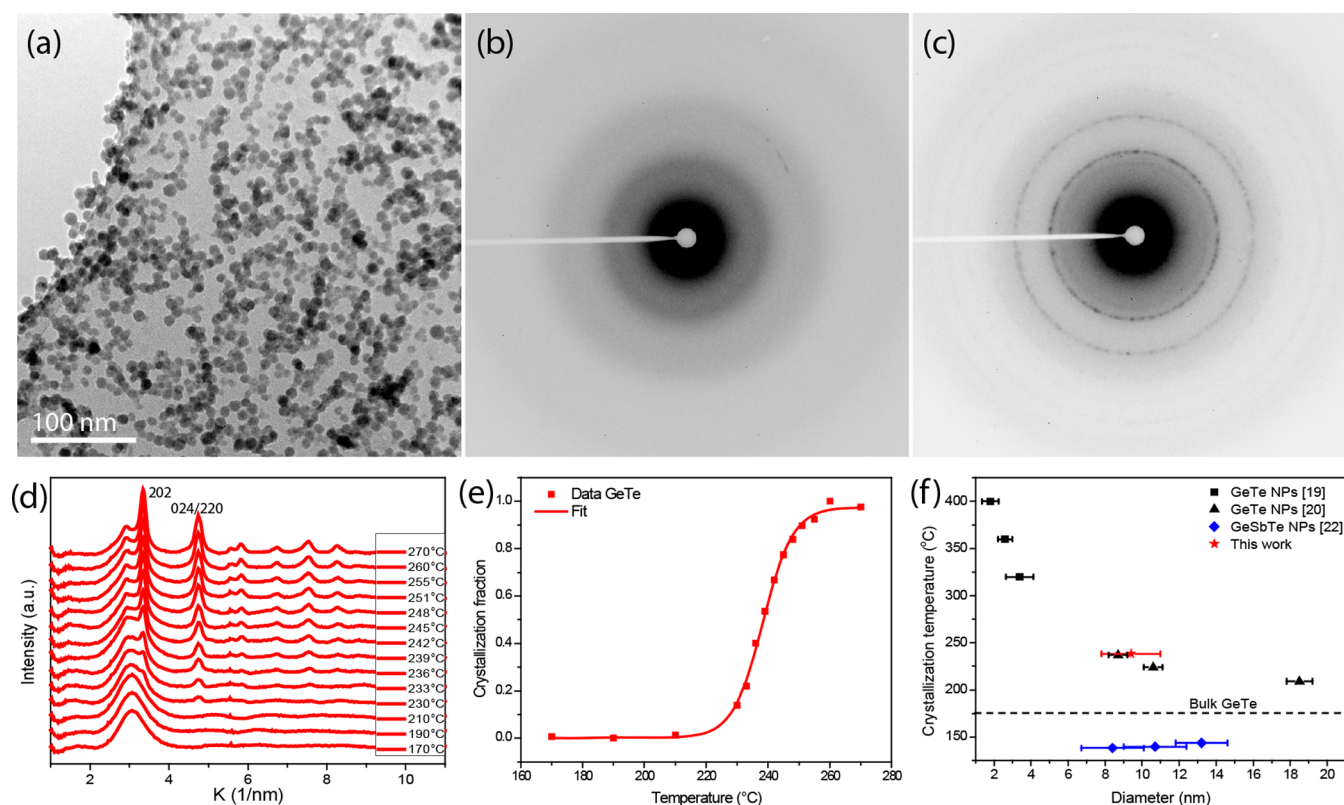 (a)
100 nm
(b)
(c)
(d)
202
024/220
270°C
260°C
255°C
251°C
248°C
245°C
242°C
239°C
236°C
233°C
230°C
210°C
190°C
170°C
Intensity (a.u.)
2 4 6 8 10
K (1/nm)
(e)
Data GeTe
Fit
Crystallization fraction
1.0
0.8
0.6
0.4
0.2
0.0
160 180 200 220 240 260 280
Temperature (°C)
(f)
GeTe NPs [19]
GeTe NPs [20]
GeSbTe NPs [22]
This work
Crystallization temperature (°C)
400
350
300
250
200
150
Bulk GeTe
2 4 6 8 10 12 14 16 18 20
Diameter (nm)